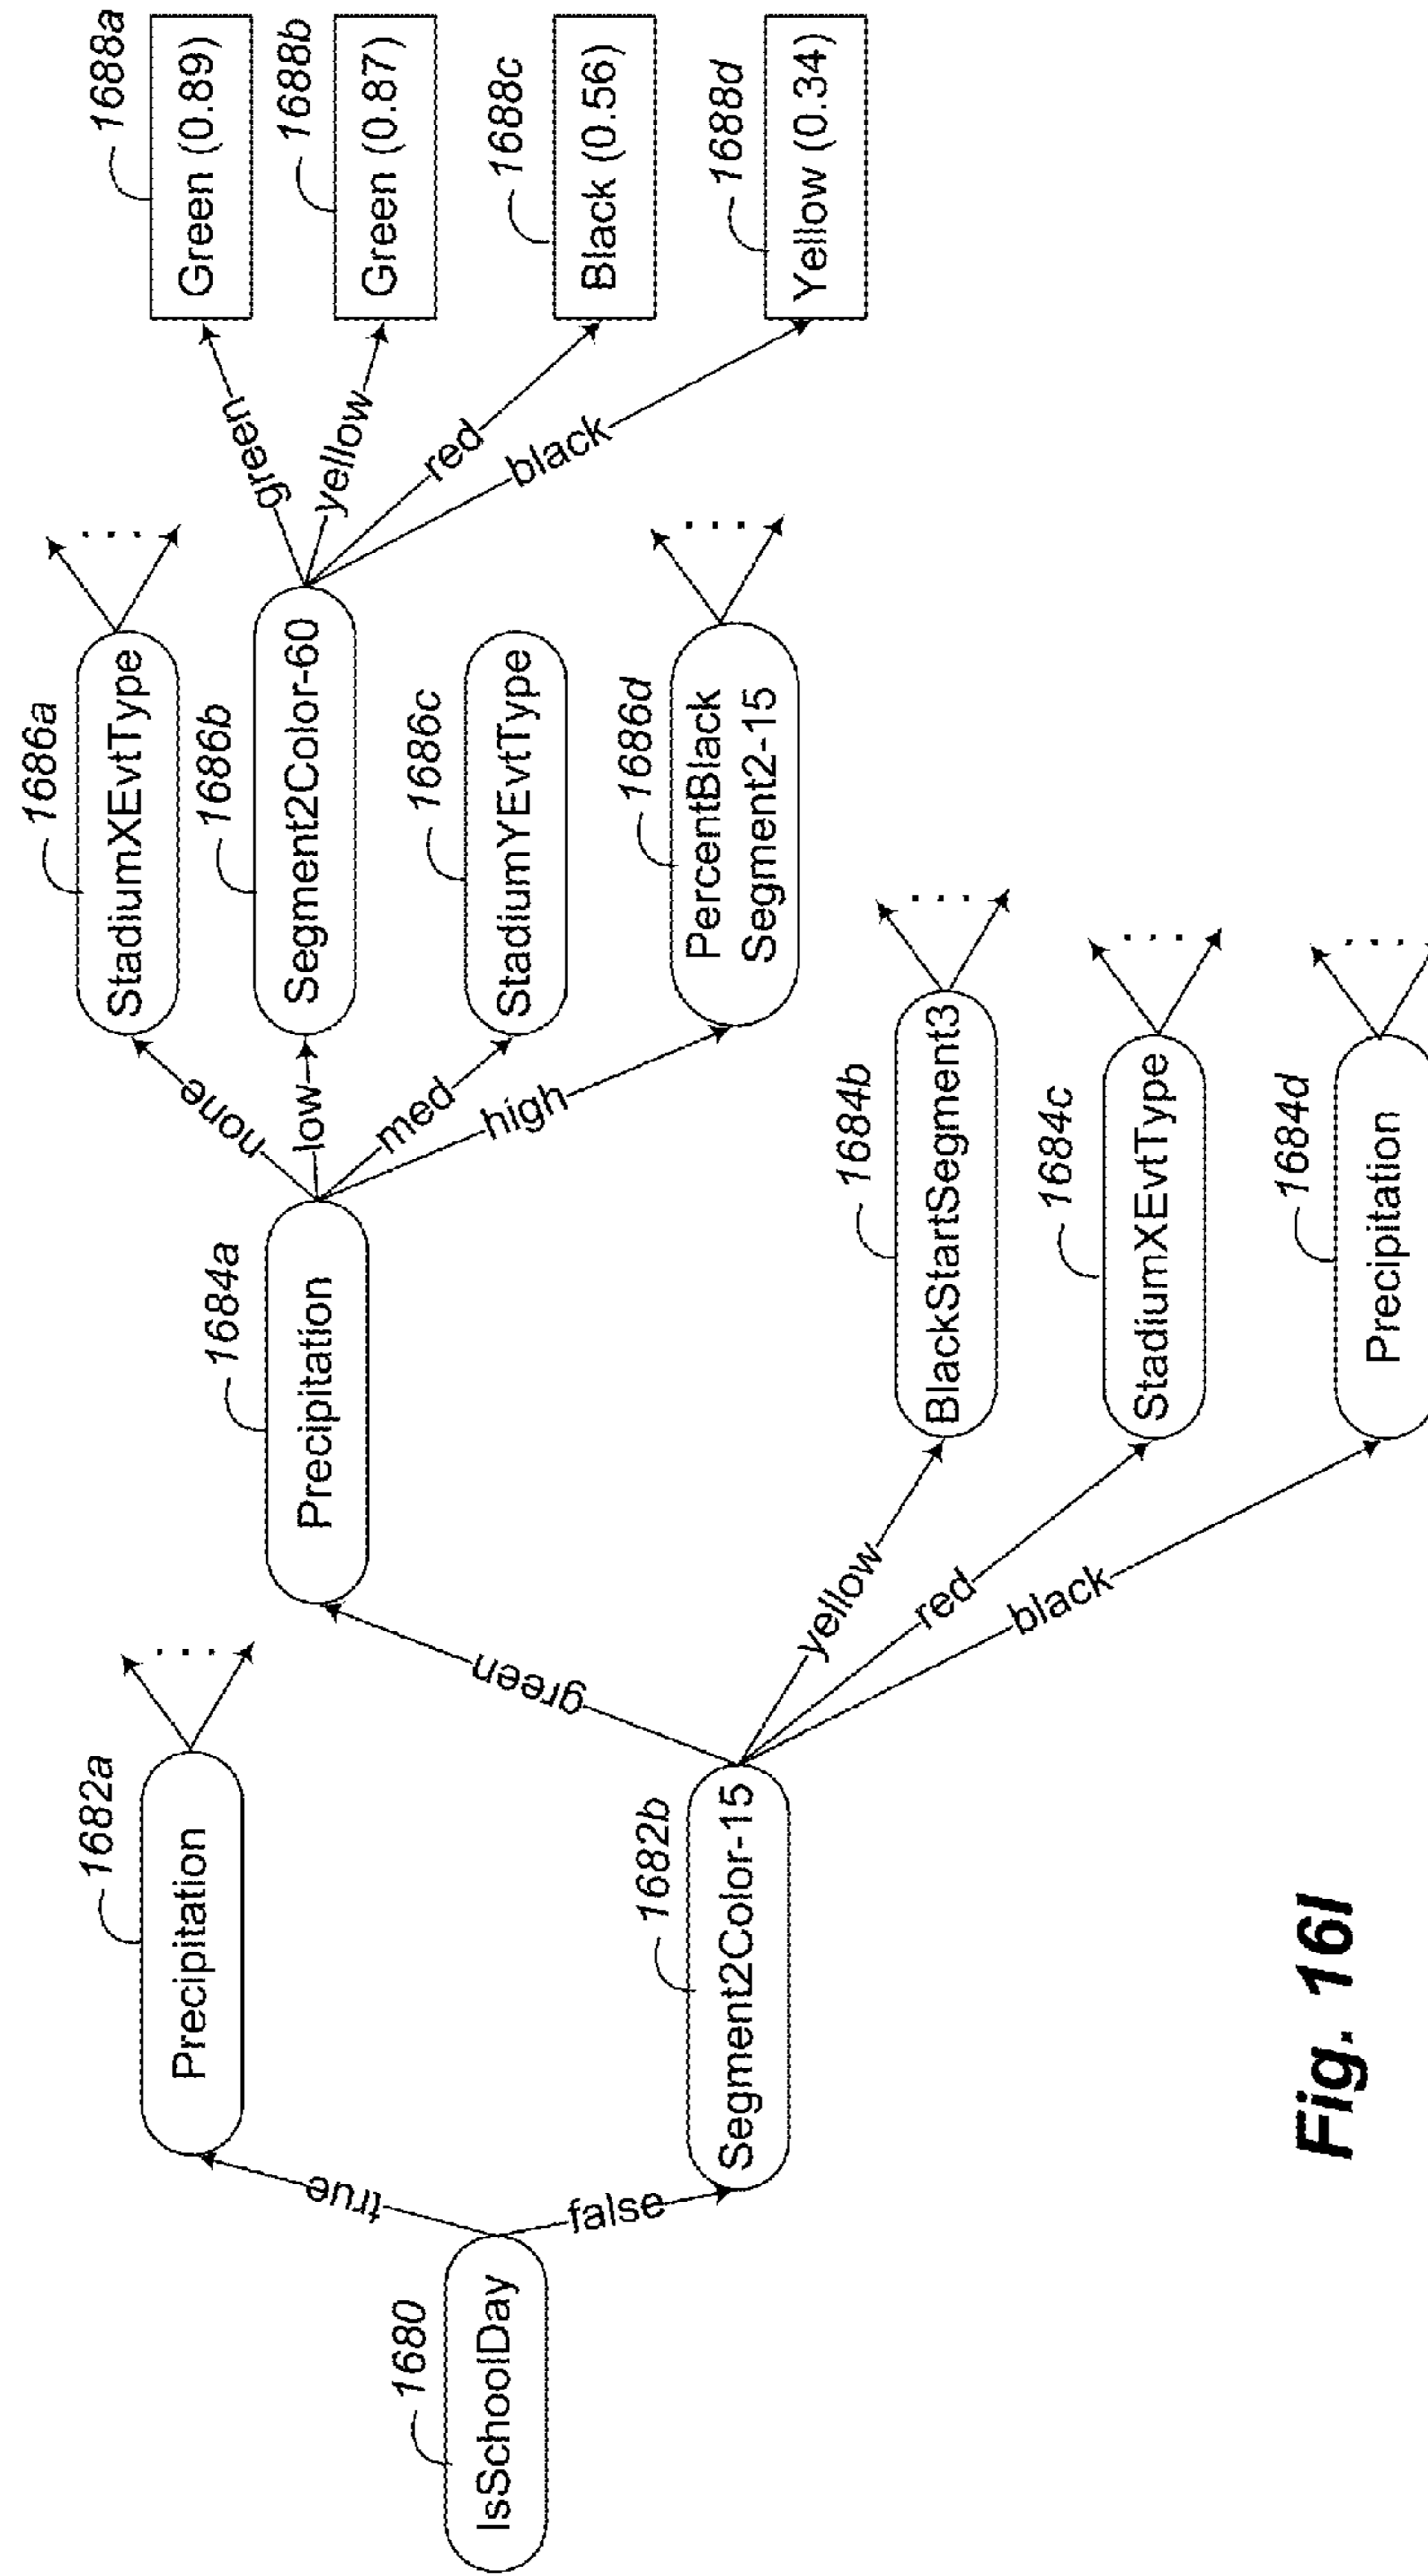 1680
IsSchoolDay
true
false
1682a
Precipitation
. . .
1682b
Segment2Color-15
green
yellow
red
black
1684a
Precipitation
none
low
med
high
1684b
BlackStartSegment3
. . .
1684c
StadiumXEvtType
. . .
1684d
Precipitation
. . .
1686a
StadiumXEvtType
. . .
1686b
Segment2Color-60
green
yellow
red
black
1686c
StadiumYEvtType
1686d
PercentBlack
Segment2-15
. . .
1688a
Green (0.89)
1688b
Green (0.87)
1688c
Black (0.56)
1688d
Yellow (0.34)
Fig. 16I